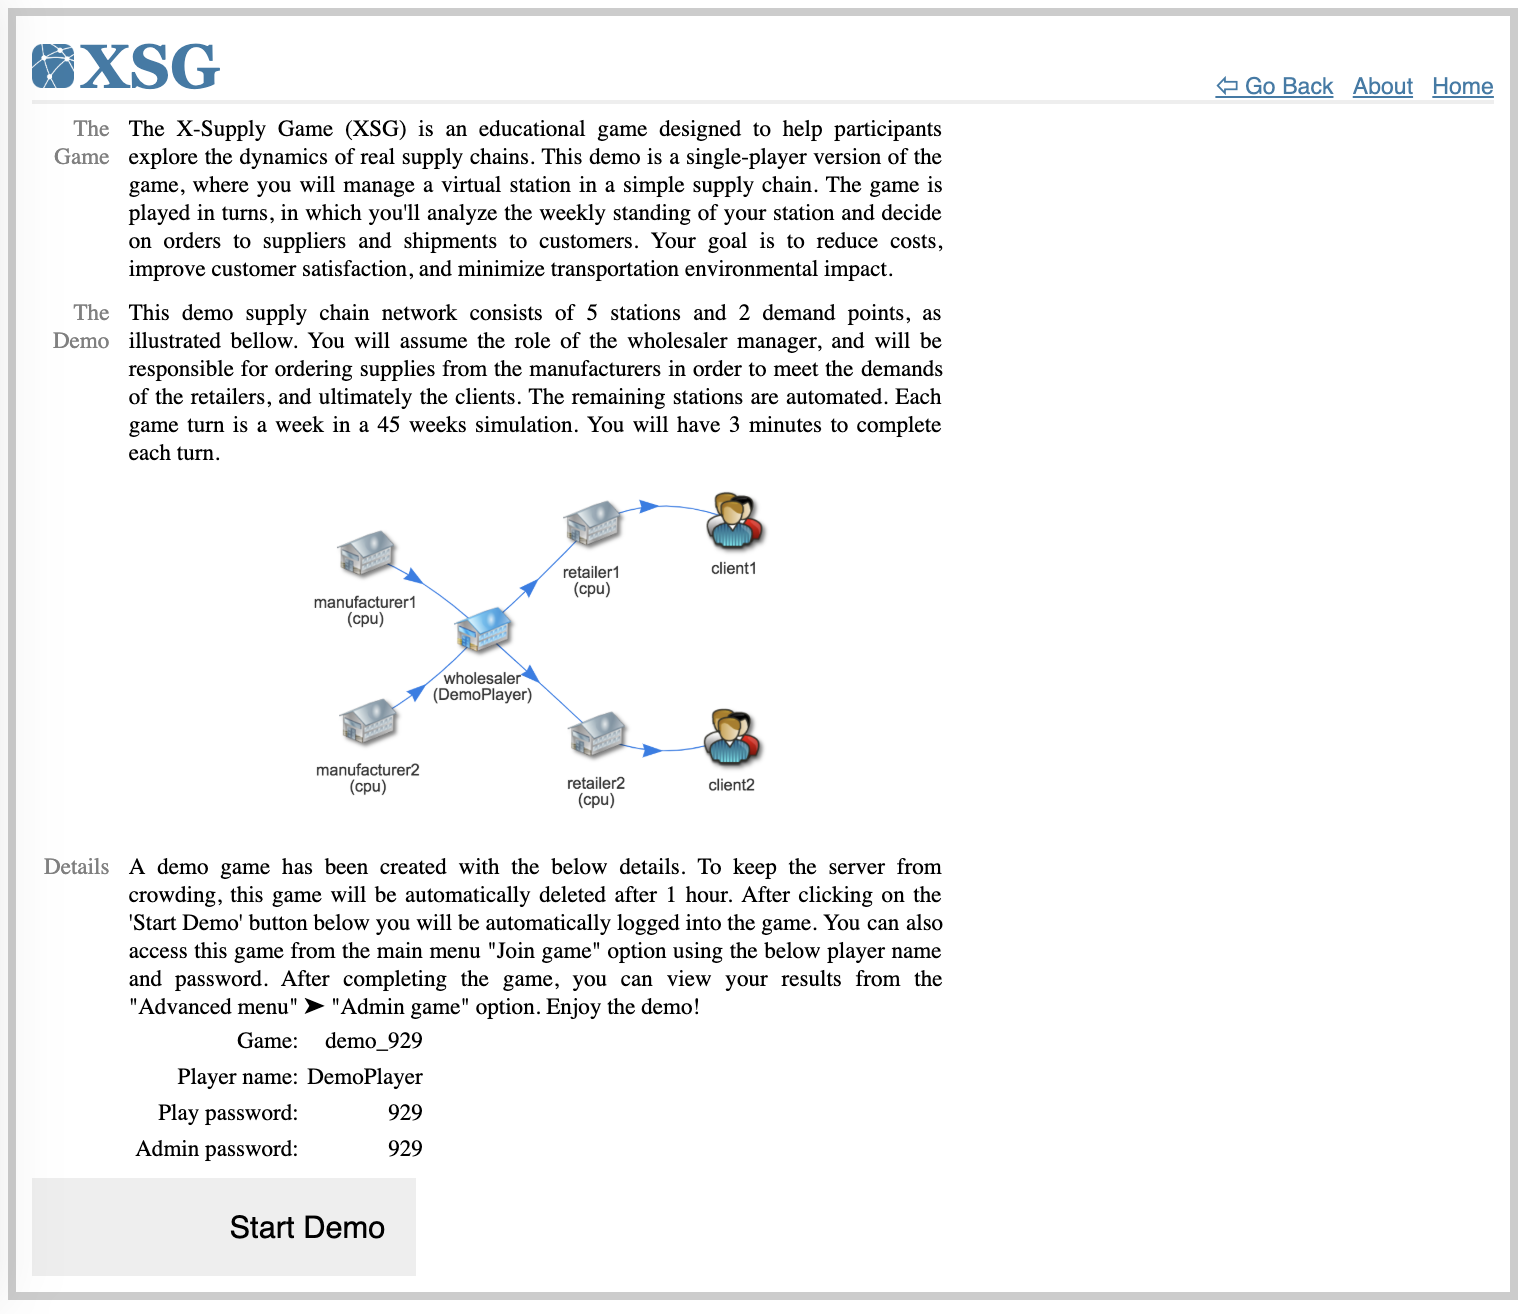 XSG
⇦ Go Back About Home
The Game
The X-Supply Game (XSG) is an educational game designed to help participants
explore the dynamics of real supply chains. This demo is a single-player version of the
game, where you will manage a virtual station in a simple supply chain. The game is
played in turns, in which you'll analyze the weekly standing of your station and decide
on orders to suppliers and shipments to customers. Your goal is to reduce costs,
improve customer satisfaction, and minimize transportation environmental impact.
The Demo
This demo supply chain network consists of 5 stations and 2 demand points, as
illustrated bellow. You will assume the role of the wholesaler manager, and will be
responsible for ordering supplies from the manufacturers in order to meet the demands
of the retailers, and ultimately the clients. The remaining stations are automated. Each
game turn is a week in a 45 weeks simulation. You will have 3 minutes to complete
each turn.
manufacturer1
(cpu)
retailer1
(cpu)
client1
wholesaler
(DemoPlayer)
manufacturer2
(cpu)
retailer2
(cpu)
client2
Details
A demo game has been created with the below details. To keep the server from
crowding, this game will be automatically deleted after 1 hour. After clicking on the
'Start Demo' button below you will be automatically logged into the game. You can also
access this game from the main menu "Join game" option using the below player name
and password. After completing the game, you can view your results from the
"Advanced menu" ➤ "Admin game" option. Enjoy the demo!
Game: demo_929
Player name: DemoPlayer
Play password: 929
Admin password: 929
Start Demo